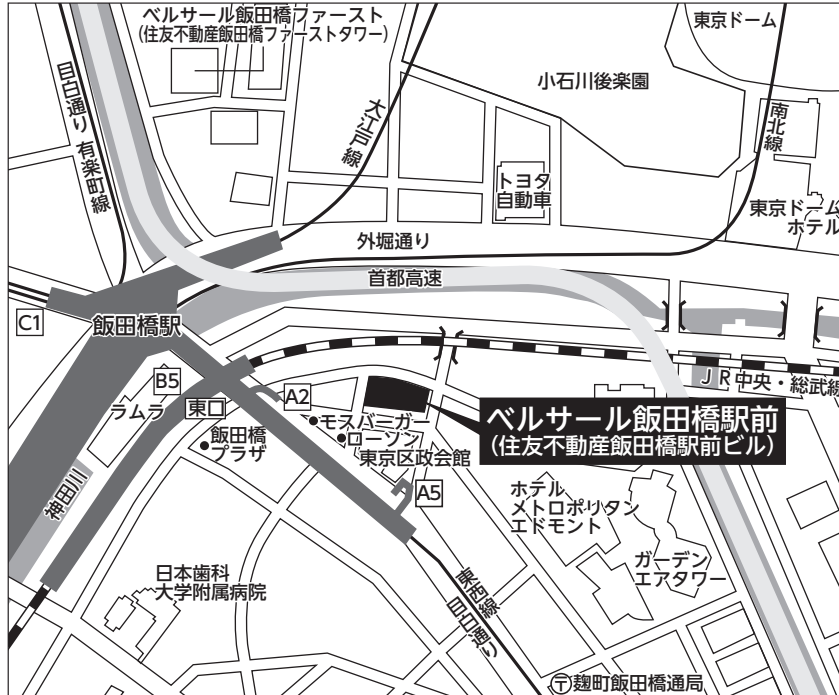 ベルサール飯田橋ファースト
(住友不動産飯田橋ファーストタワー)
東京ドーム
目白通り
有楽町線
大江戸線
小石川後楽園
南北線
トヨタ
自動車
東京ドーム
ホテル
外堀通り
首都高速
C1
飯田橋駅
JR中央・総武線
B5
ラムラ
東口
A2
モスバーガー
ローソン
飯田橋
プラザ
東京区政会館
ベルサール飯田橋駅前
(住友不動産飯田橋駅前ビル)
A5
神田川
ホテル
メトロポリタン
エドモント
ガーデン
エアタワー
日本歯科
大学附属病院
東西線
目白通り
〒麹町飯田橋通局